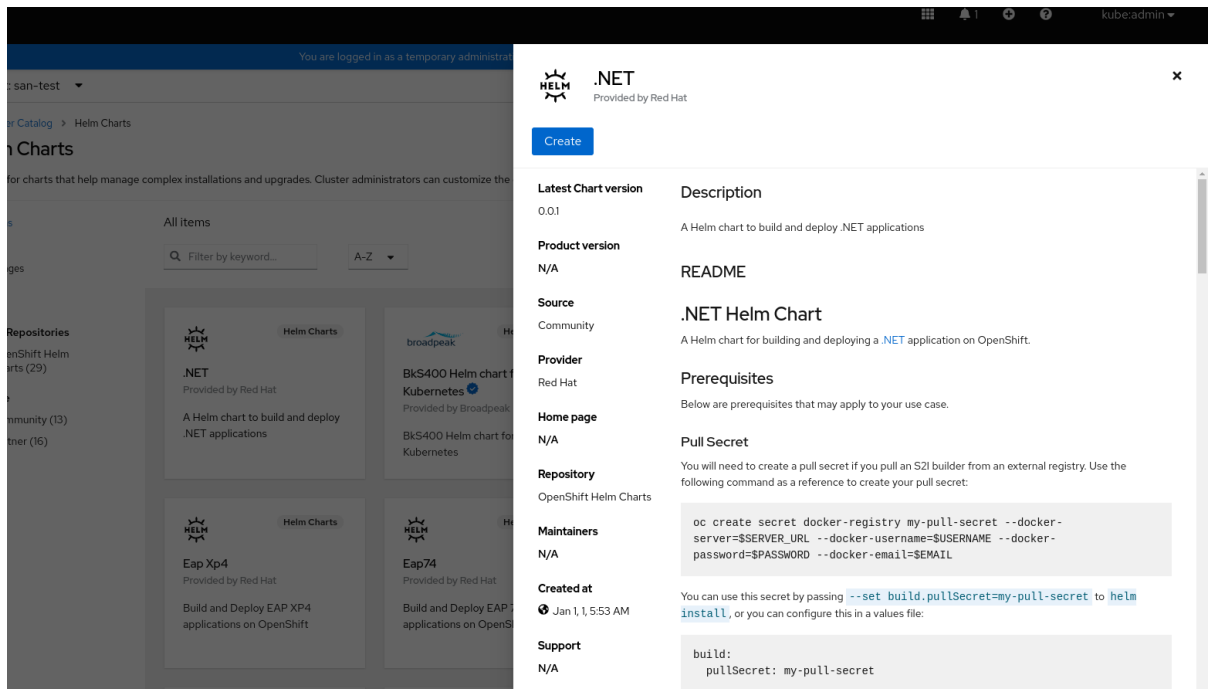 1
kube:admin
You are logged in as a temporary administrat
: san-test
er Catalog > Helm Charts
n Charts
for charts that help manage complex installations and upgrades. Cluster administrators can customize the
All items
Filter by keyword...
A-Z
ges
Repositories
enShift Helm
arts (29)
e
mmunity (13)
tner (16)
HELM
Helm Charts
.NET
Provided by Red Hat
A Helm chart to build and deploy
.NET applications
broadpeak
He
BkS400 Helm chart f
Kubernetes
Provided by Broadpeak
BkS400 Helm chart for
Kubernetes
HELM
Helm Charts
Eap Xp4
Provided by Red Hat
Build and Deploy EAP XP4
applications on OpenShift
HELM
He
Eap74
Provided by Red Hat
Build and Deploy EAP 7
applications on OpenS
HELM
.NET
Provided by Red Hat
Create
Latest Chart version
0.0.1
Product version
N/A
Source
Community
Provider
Red Hat
Home page
N/A
Repository
OpenShift Helm Charts
Maintainers
N/A
Created at
Jan 1, 1, 5:53 AM
Support
N/A
Description
A Helm chart to build and deploy .NET applications
README
.NET Helm Chart
A Helm chart for building and deploying a .NET application on OpenShift.
Prerequisites
Below are prerequisites that may apply to your use case.
Pull Secret
You will need to create a pull secret if you pull an S2I builder from an external registry. Use the
following command as a reference to create your pull secret:
oc create secret docker-registry my-pull-secret --docker-
server=$SERVER_URL --docker-username=$USERNAME --docker-
password=$PASSWORD --docker-email=$EMAIL
You can use this secret by passing --set build.pullSecret=my-pull-secret to helm
install, or you can configure this in a values file:
build:
  pullSecret: my-pull-secret